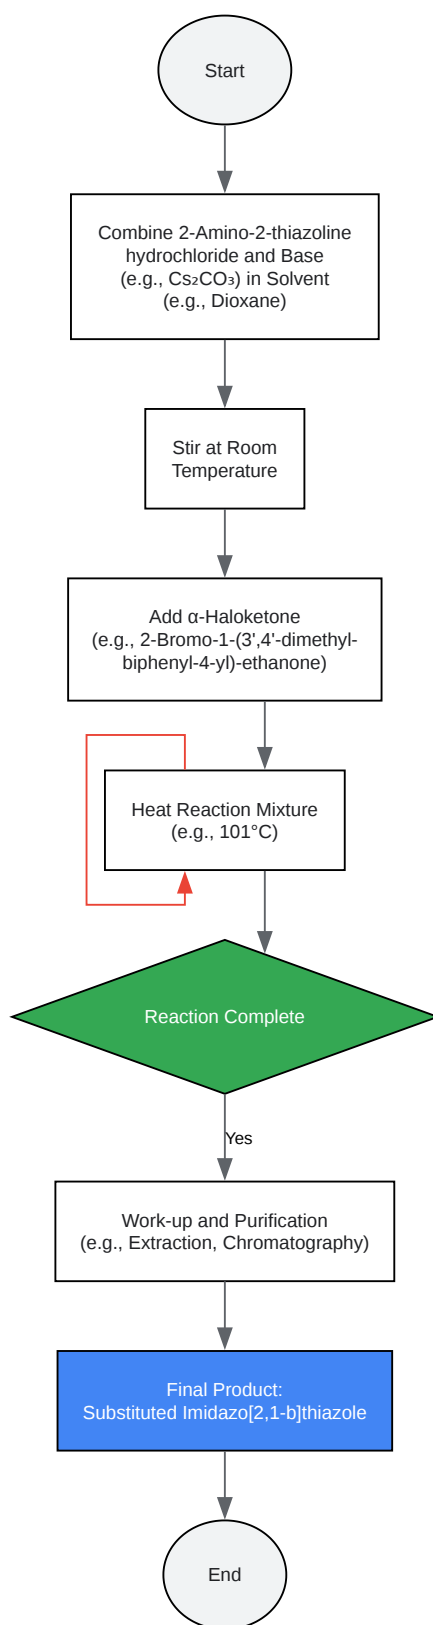 Start
Combine 2-Amino-2-thiazoline
hydrochloride and Base
(e.g., Cs₂CO₃) in Solvent
(e.g., Dioxane)
Stir at Room
Temperature
Add α-Haloketone
(e.g., 2-Bromo-1-(3',4'-dimethyl-
biphenyl-4-yl)-ethanone)
Heat Reaction Mixture
(e.g., 101°C)
Reaction Complete
Yes
Work-up and Purification
(e.g., Extraction, Chromatography)
Final Product:
Substituted Imidazo[2,1-b]thiazole
End